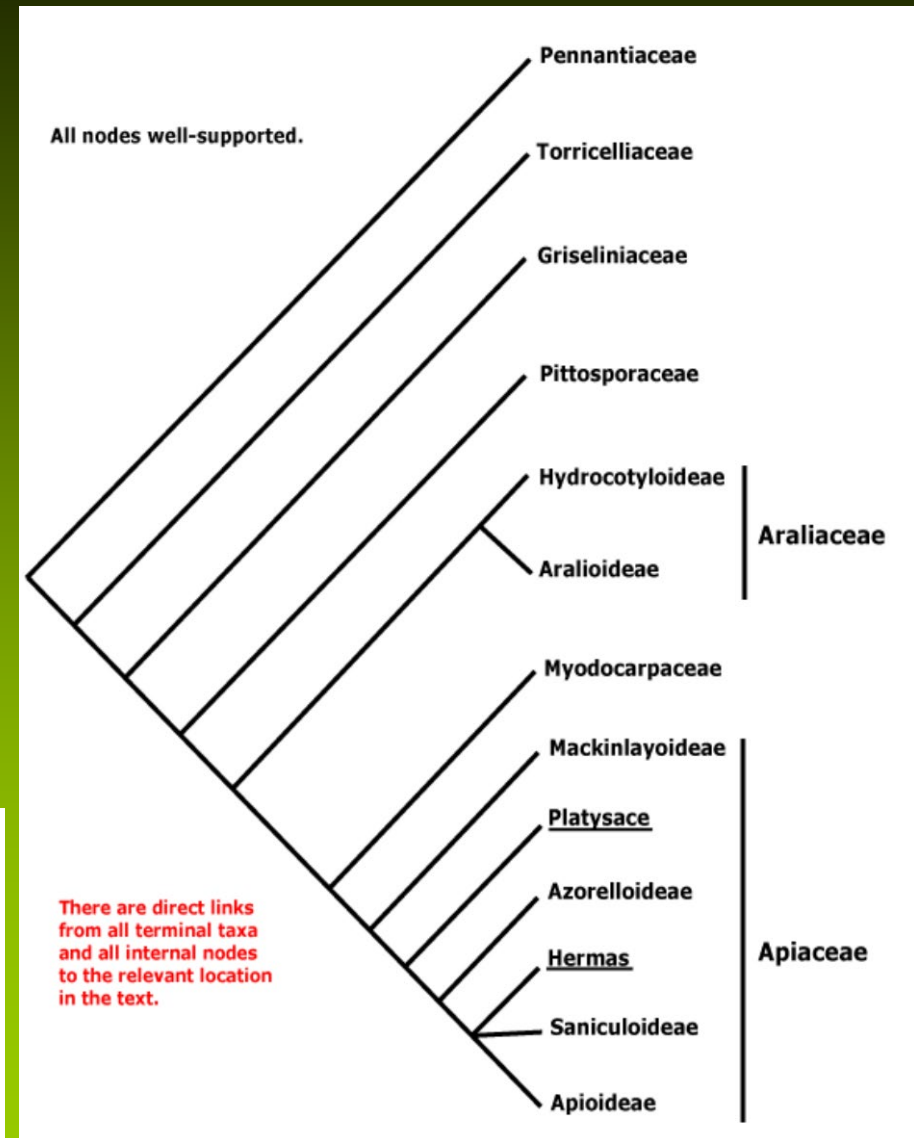 Pennantiaceae
All nodes well-supported.
Torricelliaceae
Griseliniaceae
Pittosporaceae
Hydrocotyloideae
Araliaceae
Aralioideae
Myodocarpaceae
Mackinlayoideae
Platysace
Azorelloideae
There are direct links
from all terminal taxa
and all internal nodes
to the relevant location
in the text.
Apiaceae
Hermas
Saniculoideae
Apioideae